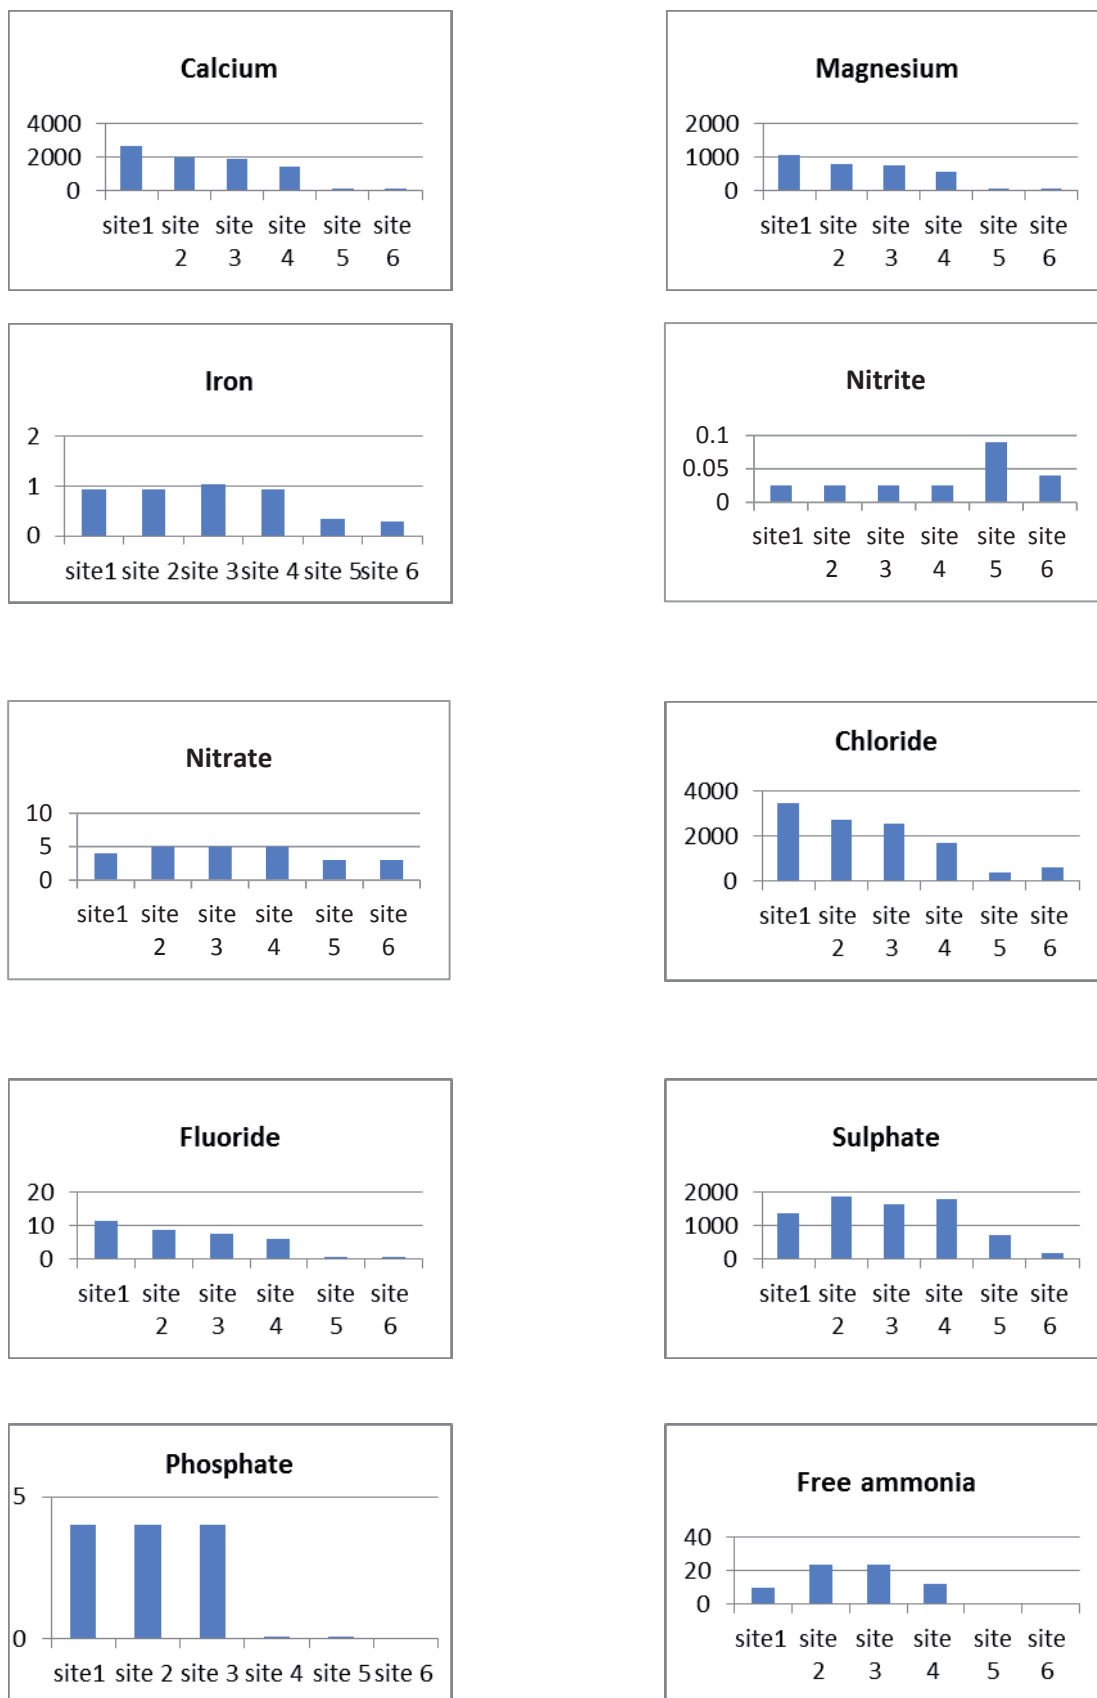 Calcium
4000
2000
0
site1 site site site site site
2 3 4 5 6
Magnesium
2000
1000
0
site1 site site site site site
2 3 4 5 6
Iron
2
1
0
site1 site 2site 3site 4 site 5site 6
Nitrite
0.1
0.05
0
site1 site site site site site
2 3 4 5 6
Nitrate
10
5
0
site1 site site site site site
2 3 4 5 6
Chloride
4000
2000
0
site1 site site site site site
2 3 4 5 6
Fluoride
20
10
0
site1 site site site site site
2 3 4 5 6
Sulphate
2000
1000
0
site1 site site site site site
2 3 4 5 6
Phosphate
5
0
site1 site 2 site 3 site 4 site 5 site 6
Free ammonia
40
20
0
site1 site site site site site
2 3 4 5 6